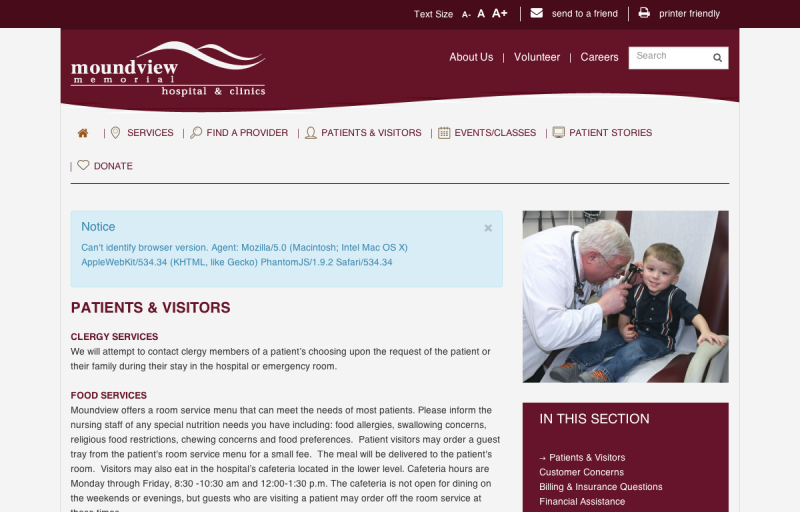 Text Size A- A A+ send to a friend printer friendly
moundview
memorial
hospital & clinics
About Us | Volunteer | Careers Search
| SERVICES | FIND A PROVIDER | PATIENTS & VISITORS | EVENTS/CLASSES | PATIENT STORIES
| DONATE
Notice ×
Can't identify browser version. Agent: Mozilla/5.0 (Macintosh; Intel Mac OS X)
AppleWebKit/534.34 (KHTML, like Gecko) PhantomJS/1.9.2 Safari/534.34
PATIENTS & VISITORS
CLERGY SERVICES
We will attempt to contact clergy members of a patient's choosing upon the request of the patient or
their family during their stay in the hospital or emergency room.
FOOD SERVICES
Moundview offers a room service menu that can meet the needs of most patients. Please inform the
nursing staff of any special nutrition needs you have including: food allergies, swallowing concerns,
religious food restrictions, chewing concerns and food preferences.  Patient visitors may order a guest
tray from the patient's room service menu for a small fee.  The meal will be delivered to the patient's
room.  Visitors may also eat in the hospital's cafeteria located in the lower level. Cafeteria hours are
Monday through Friday, 8:30 -10:30 am and 12:00-1:30 p.m. The cafeteria is not open for dining on
the weekends or evenings, but guests who are visiting a patient may order off the room service at
these times.
IN THIS SECTION
→ Patients & Visitors
Customer Concerns
Billing & Insurance Questions
Financial Assistance